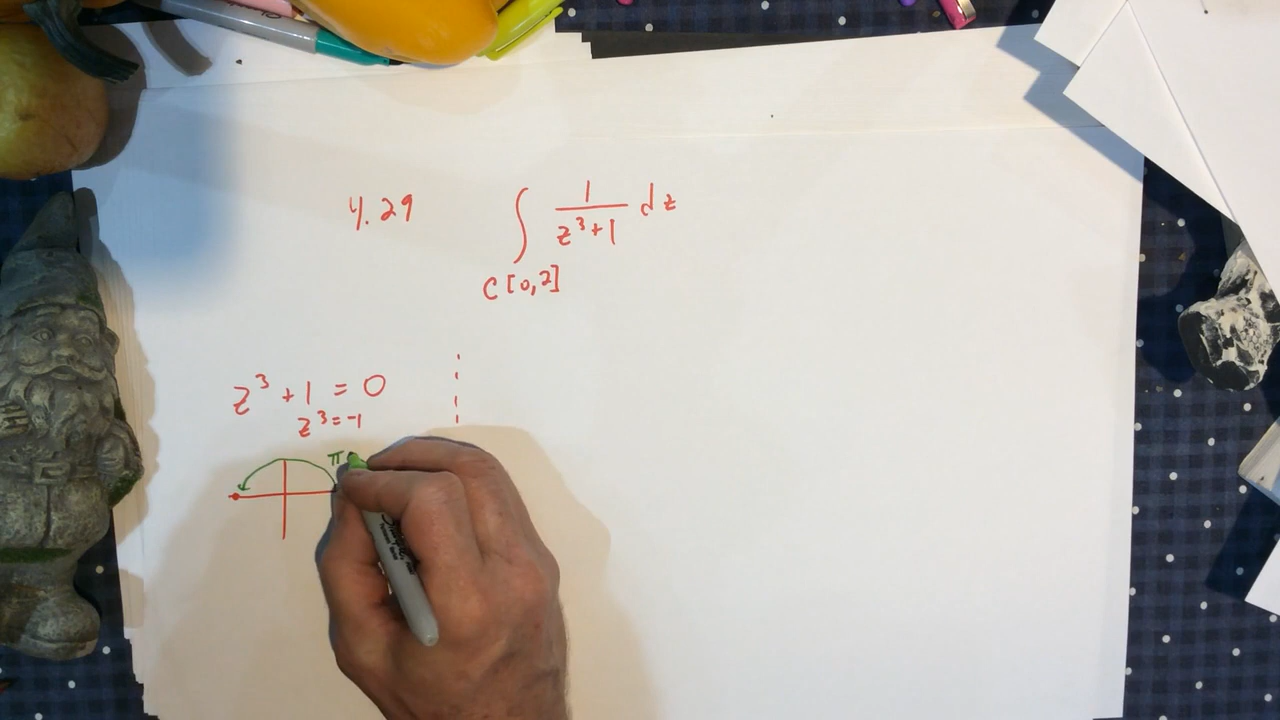 4.29 ∫ 1/(z³+1) dz
C[0,2]
z³ + 1 = 0
z³ = -1
π